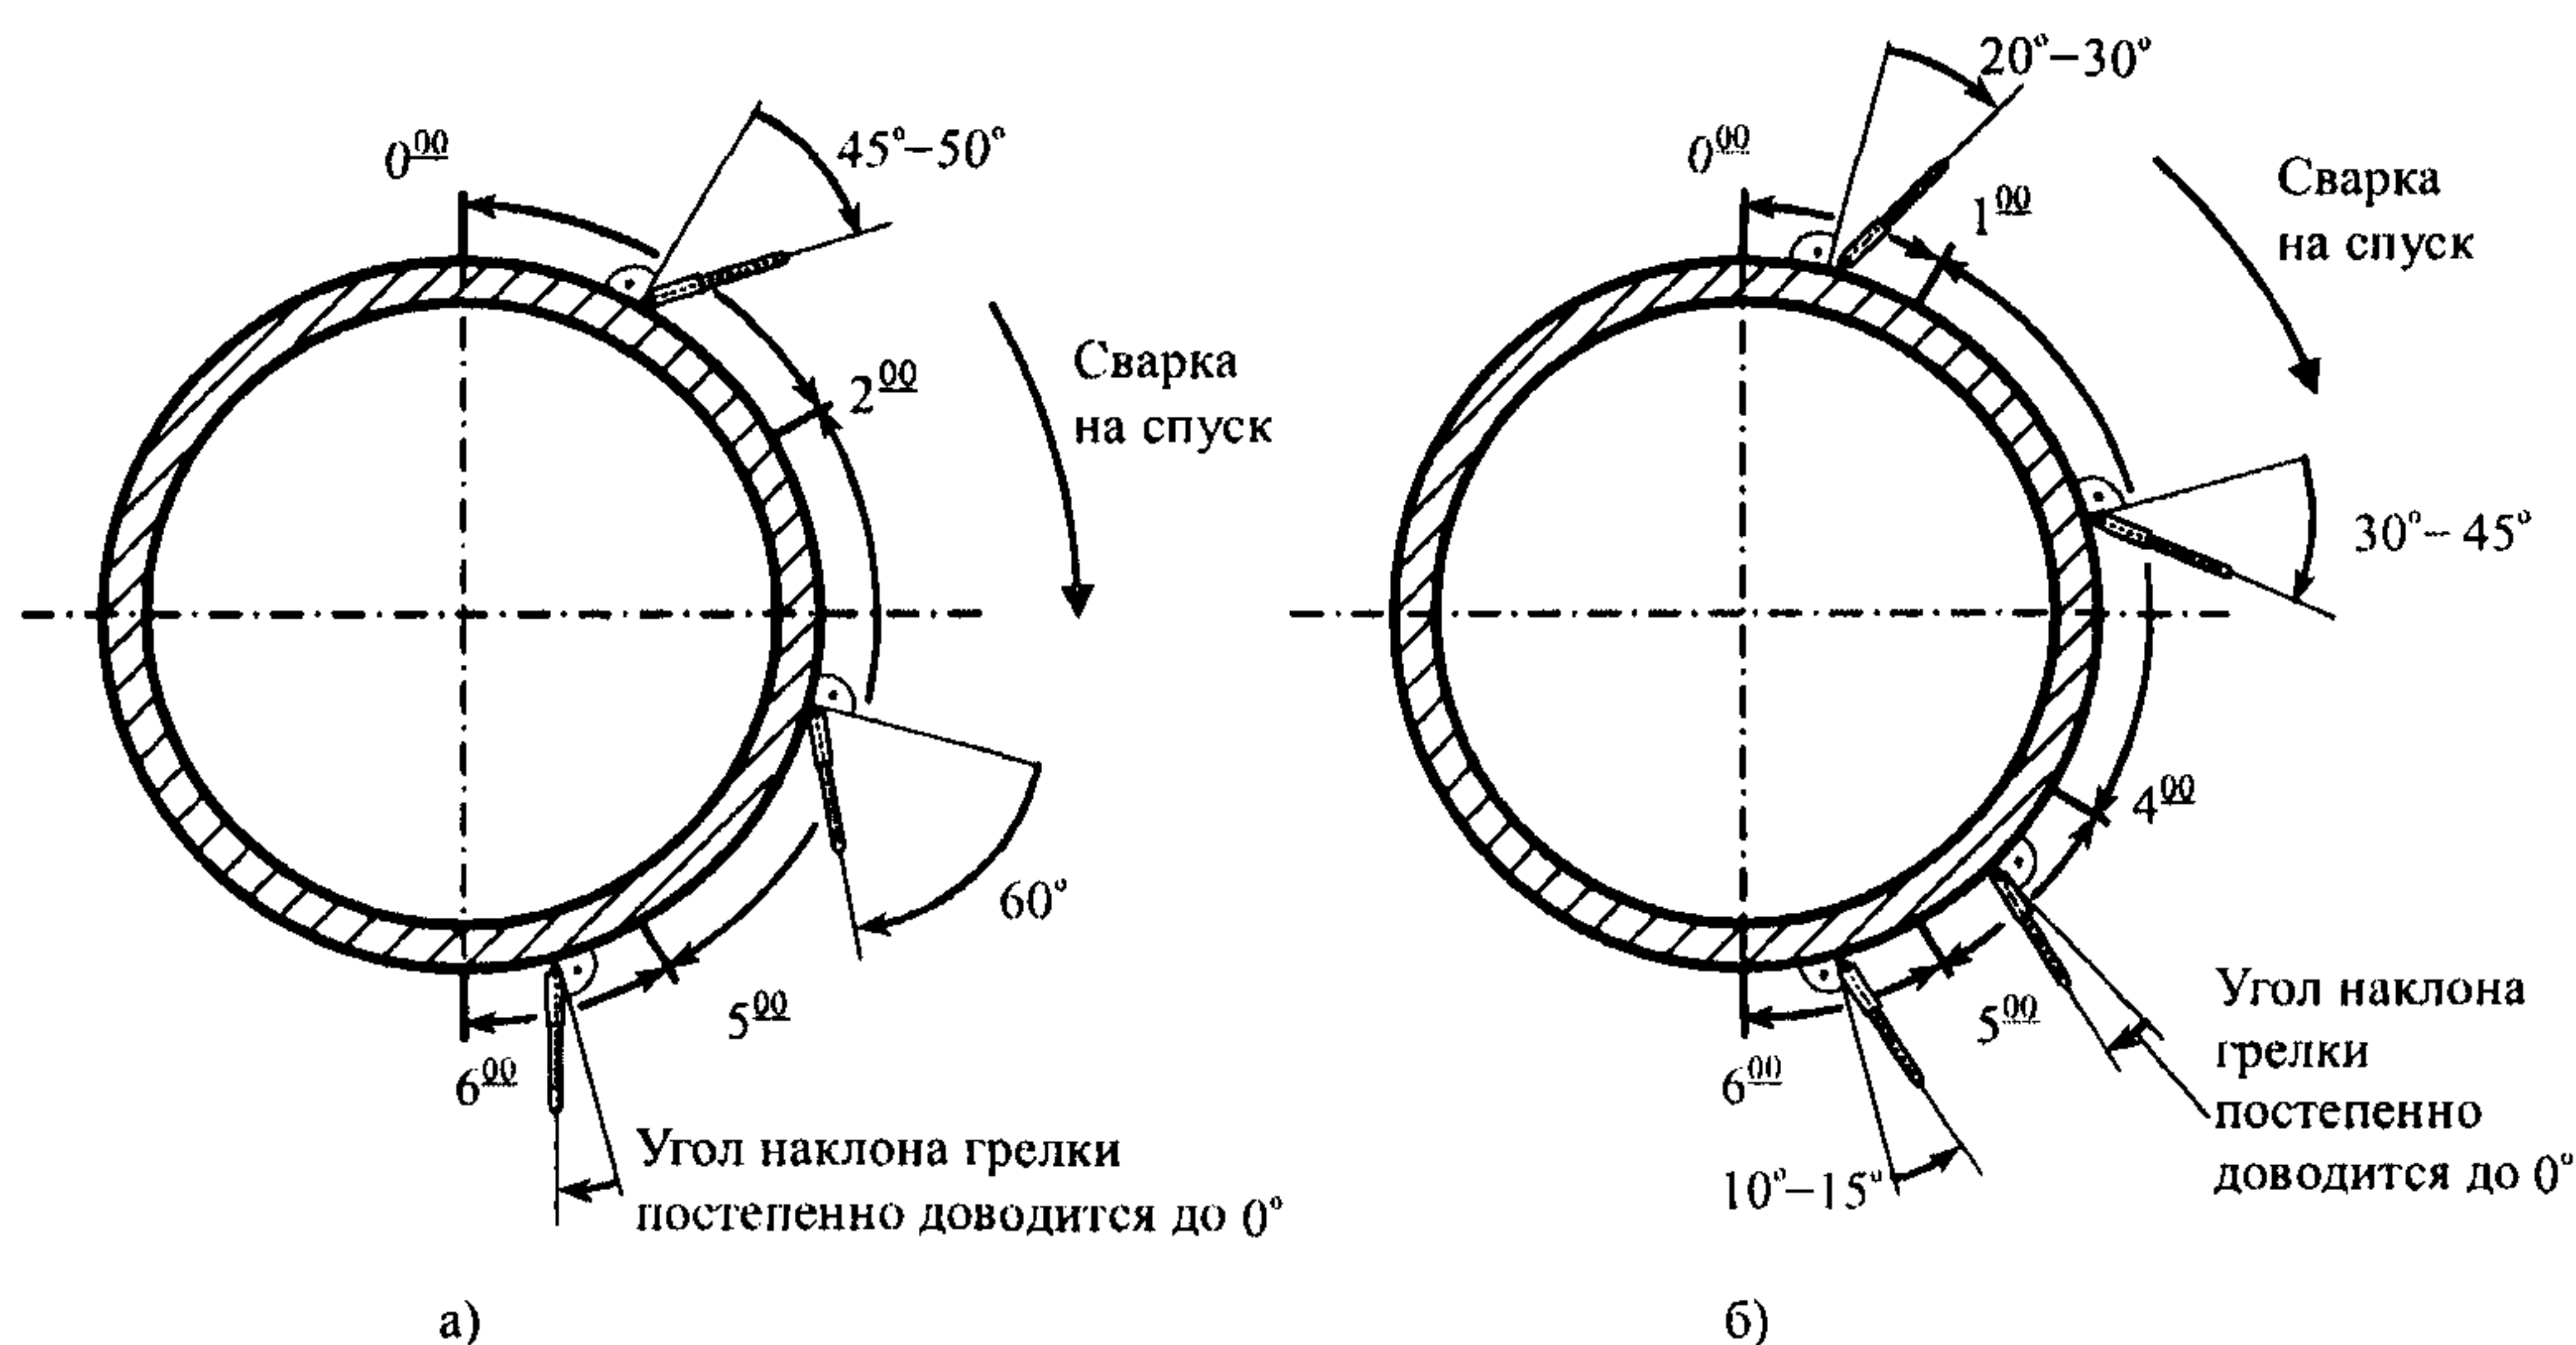 0⁰⁰
45°–50°
2⁰⁰
Сварка
на спуск
60°
5⁰⁰
6⁰⁰
Угол наклона грелки
постепенно доводится до 0°
а)
20°–30°
0⁰⁰
1⁰⁰
Сварка
на спуск
30°–45°
4⁰⁰
5⁰⁰
6⁰⁰
10°–15°
Угол наклона
грелки
постепенно
доводится до 0°
б)